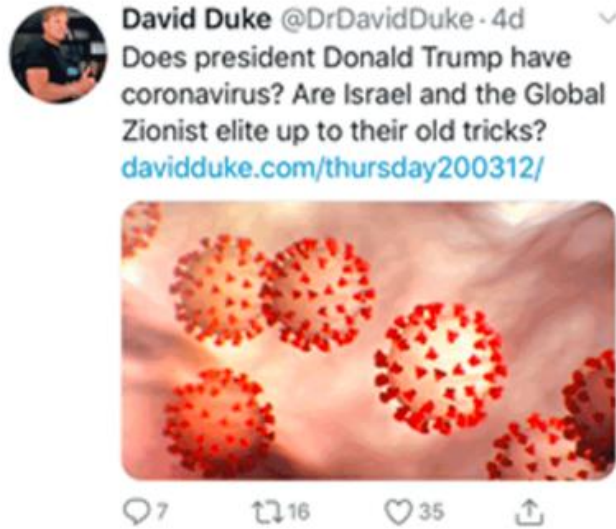 David Duke @DrDavidDuke · 4d
Does president Donald Trump have
coronavirus? Are Israel and the Global
Zionist elite up to their old tricks?
davidduke.com/thursday200312/
7 16 35